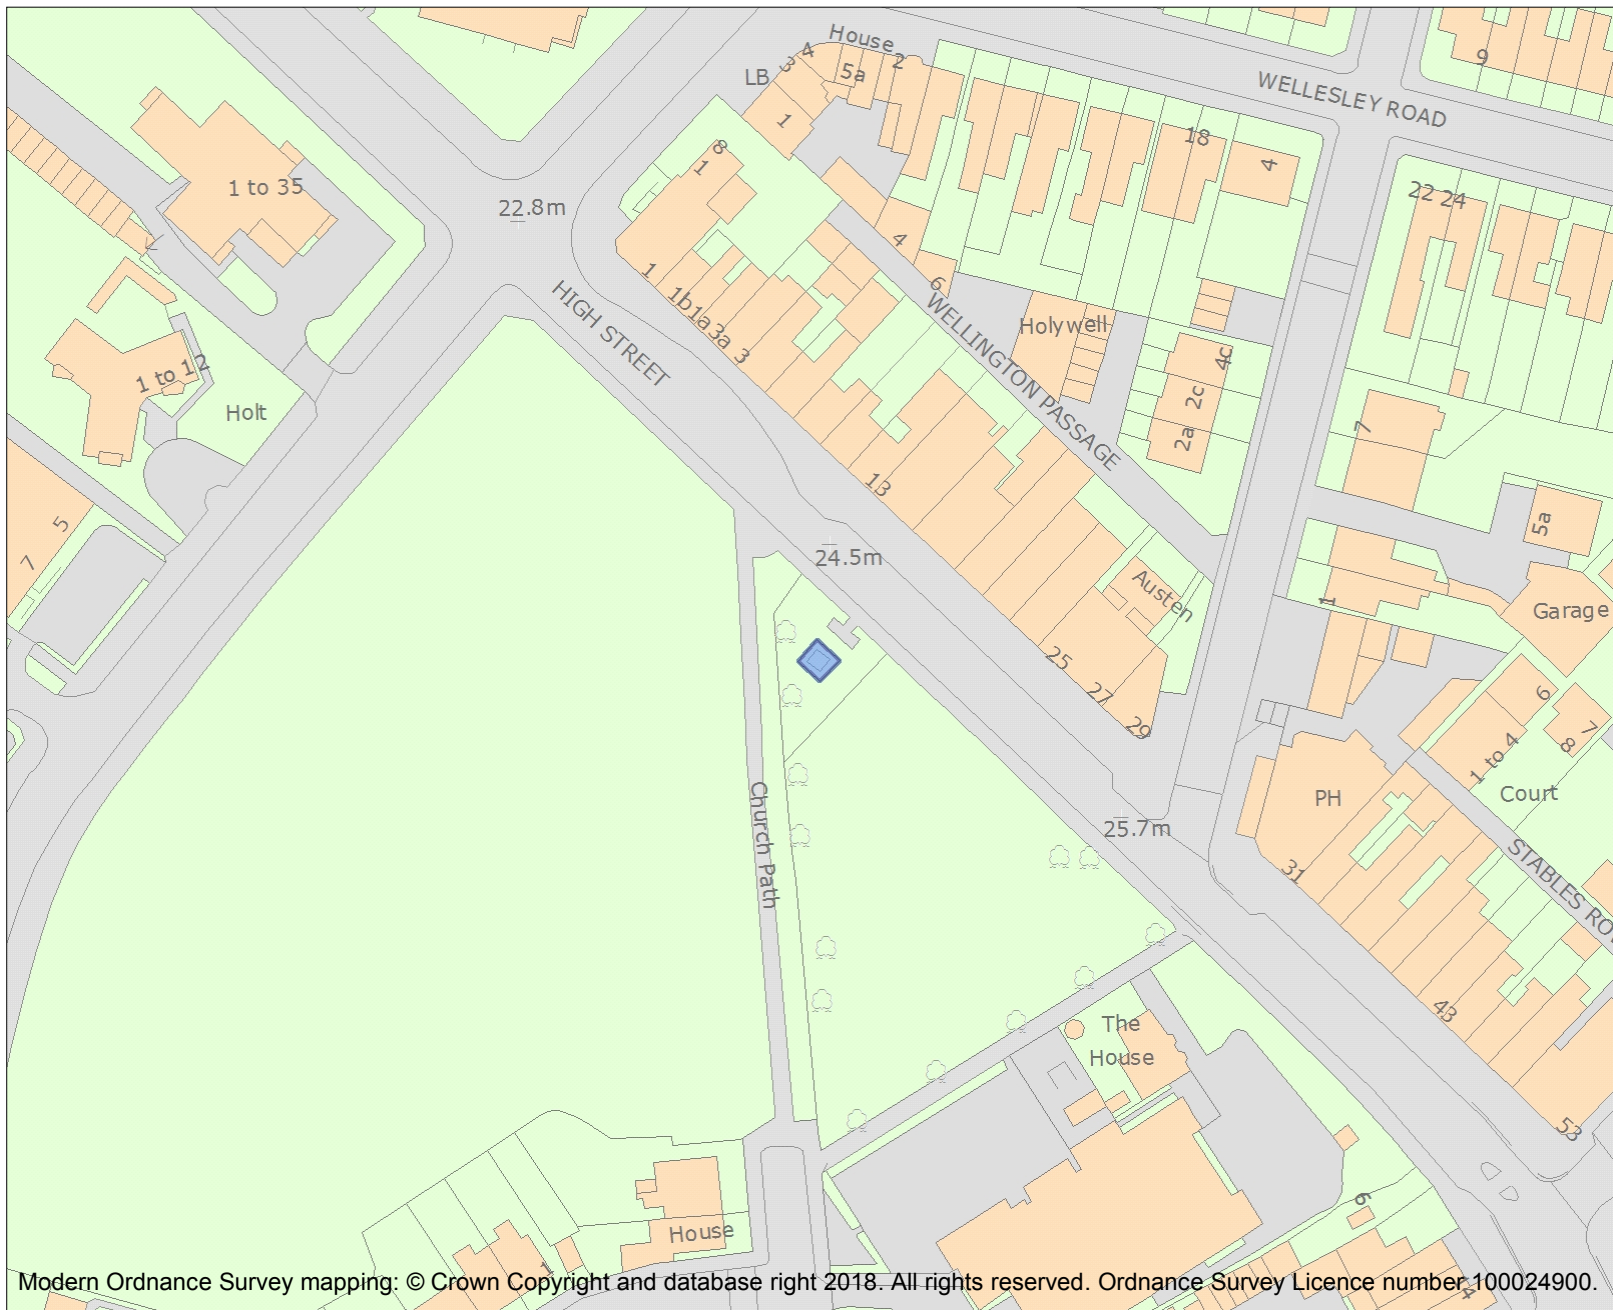 House
4
3
2
5a
LB
1
9
WELLESLEY ROAD
18
4
8
1
1 to 35
22 24
22.8m
4
1
6
HIGH STREET
1b1a3a 3
WELLINGTON PASSAGE
Holywell
4c
2c
2a
7
1 to 12
Holt
13
5
7
5a
24.5m
Austen
1
Garage
25
27
29
6
7
8
1 to 4
Court
PH
Church Path
25.7m
31
STABLES RO
43
The
House
53
6
House
1
4
Modern Ordnance Survey mapping: © Crown Copyright and database right 2018. All rights reserved. Ordnance Survey Licence number 100024900.